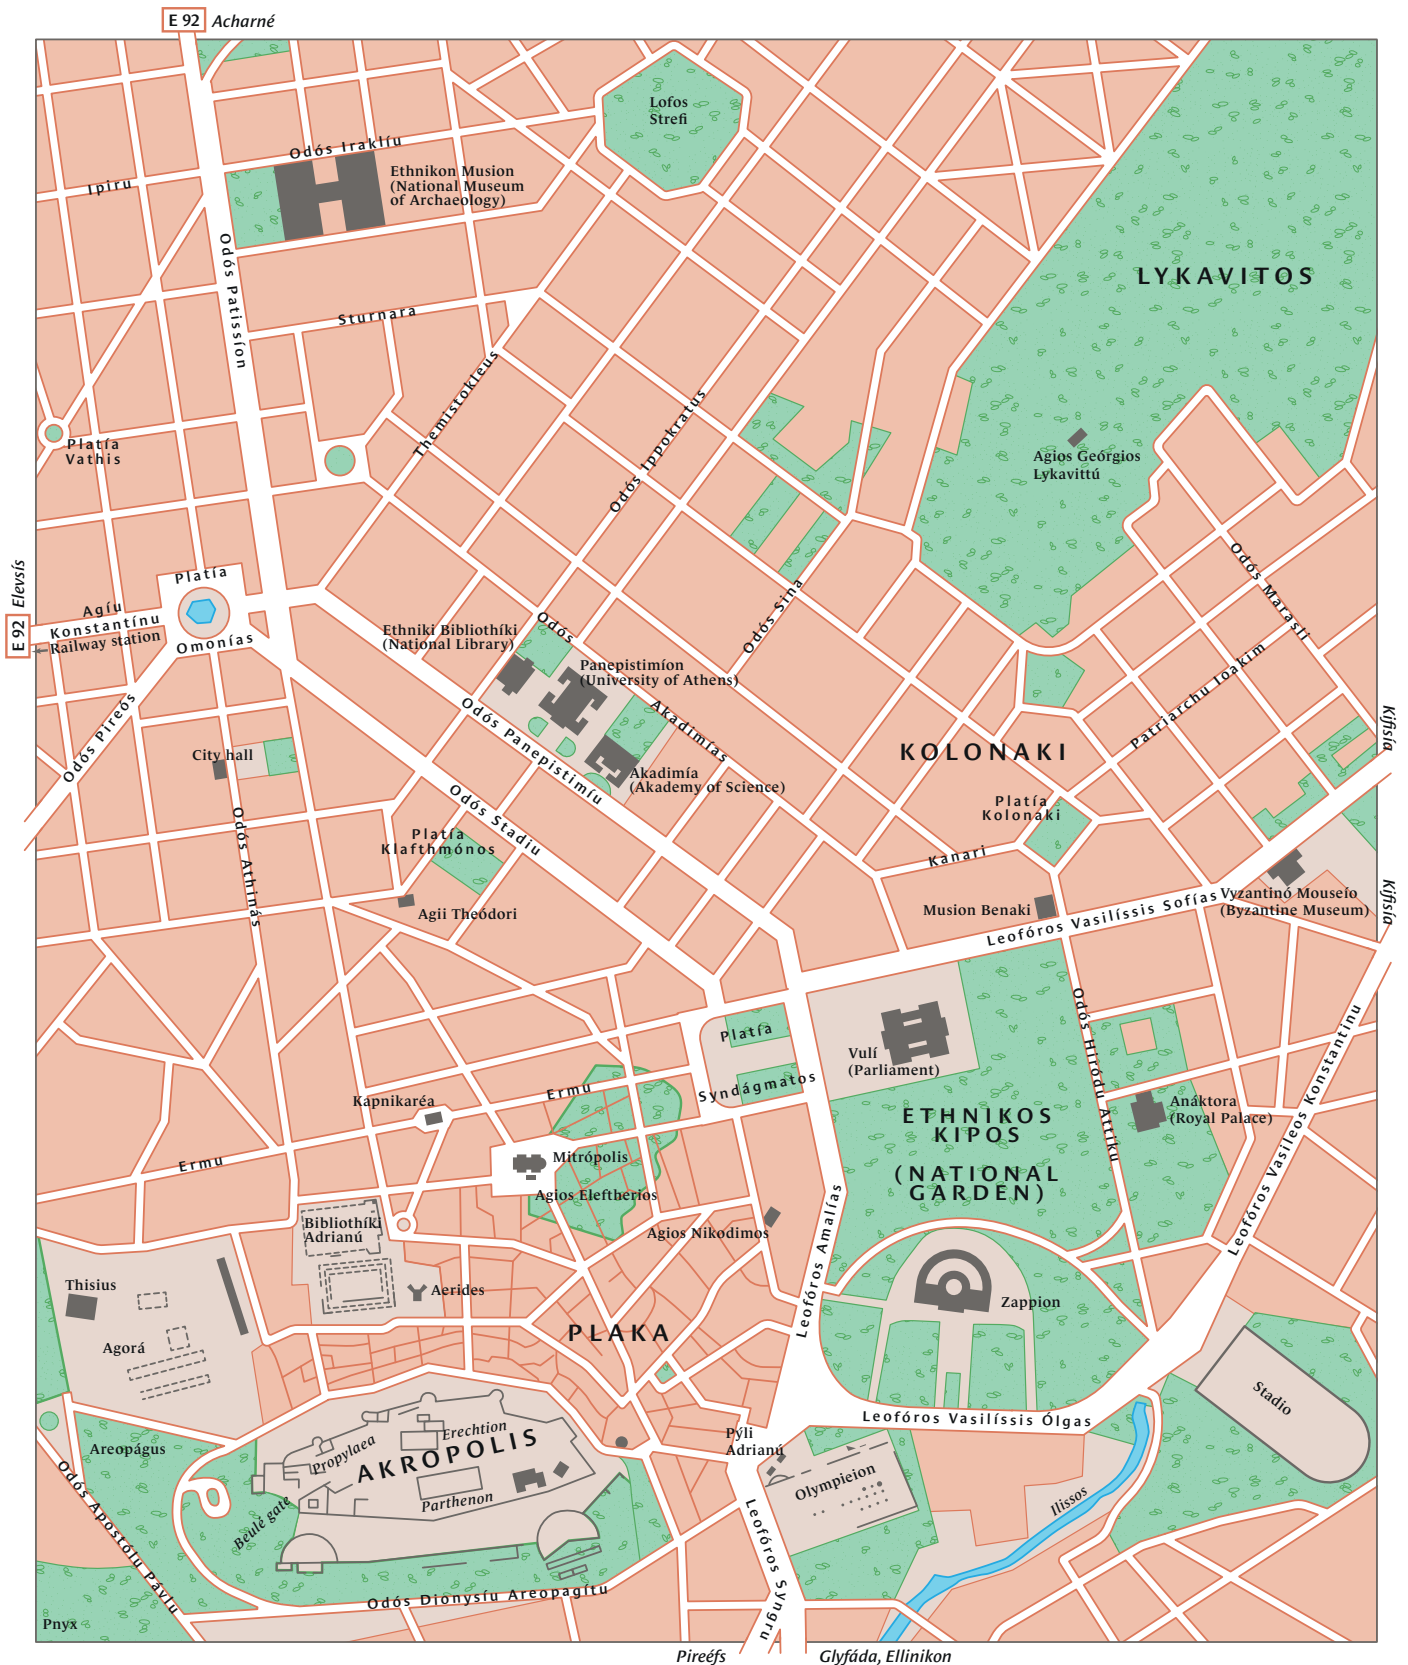 E 92 Acharné
Lofos
Strefi
Odós Iraklíu
Ethnikon Musion
(National Museum
of Archaeology)
Ipiru
Odós Patissíon
LYKAVITOS
Sturnara
Themistokleus
Odós Ippokratus
Platía
Vathis
Agios Geórgios
Lykavittú
Odós Marasli
E 92 Elevsís
Platía
Omonías
Agíu
Konstantínu
Railway station
Odós Sina
Ethniki Bibliothíki
(National Library)
Odós
Akadimías
Panepistimíon
(University of Athens)
Patriarchu Ioakim
Kifisia
Odós Pireós
Odós Panepistimíu
KOLONAKI
City hall
Akadimía
(Akademy of Science)
Odós Stadiu
Platía
Kolonaki
Odós Athinás
Platía
Klafthmónos
Kanari
Kifisia
Agii Theódori
Musion Benaki
Vyzantinó Mouseío
(Byzantine Museum)
Leofóros Vasilíssis Sofías
Odós Hiródu Attiku
Leofóros Vasileos Konstantinu
Platía
Syndágmatos
Vulí
(Parliament)
Ermu
Kapnikaréa
ETHNIKOS
KIPOS
(NATIONAL
GARDEN)
Anáktora
(Royal Palace)
Ermu
Mitrópolis
Agios Eleftherios
Bibliothíki
Adrianú
Agios Nikodimos
Leofóros Amalías
Thisius
Aerides
Zappion
Agorá
PLAKA
Stadio
Leofóros Vasilíssis Ólgas
Areopágus
Propylaea
Erechtion
AKROPOLIS
Parthenon
Beulé gate
Pýli
Adrianú
Olympieion
Ilissos
Odós Apostólu Pávlu
Leofóros Syngru
Odós Dionysíu Areopagítu
Pnyx
Pireéfs
Glyfáda, Ellinikon